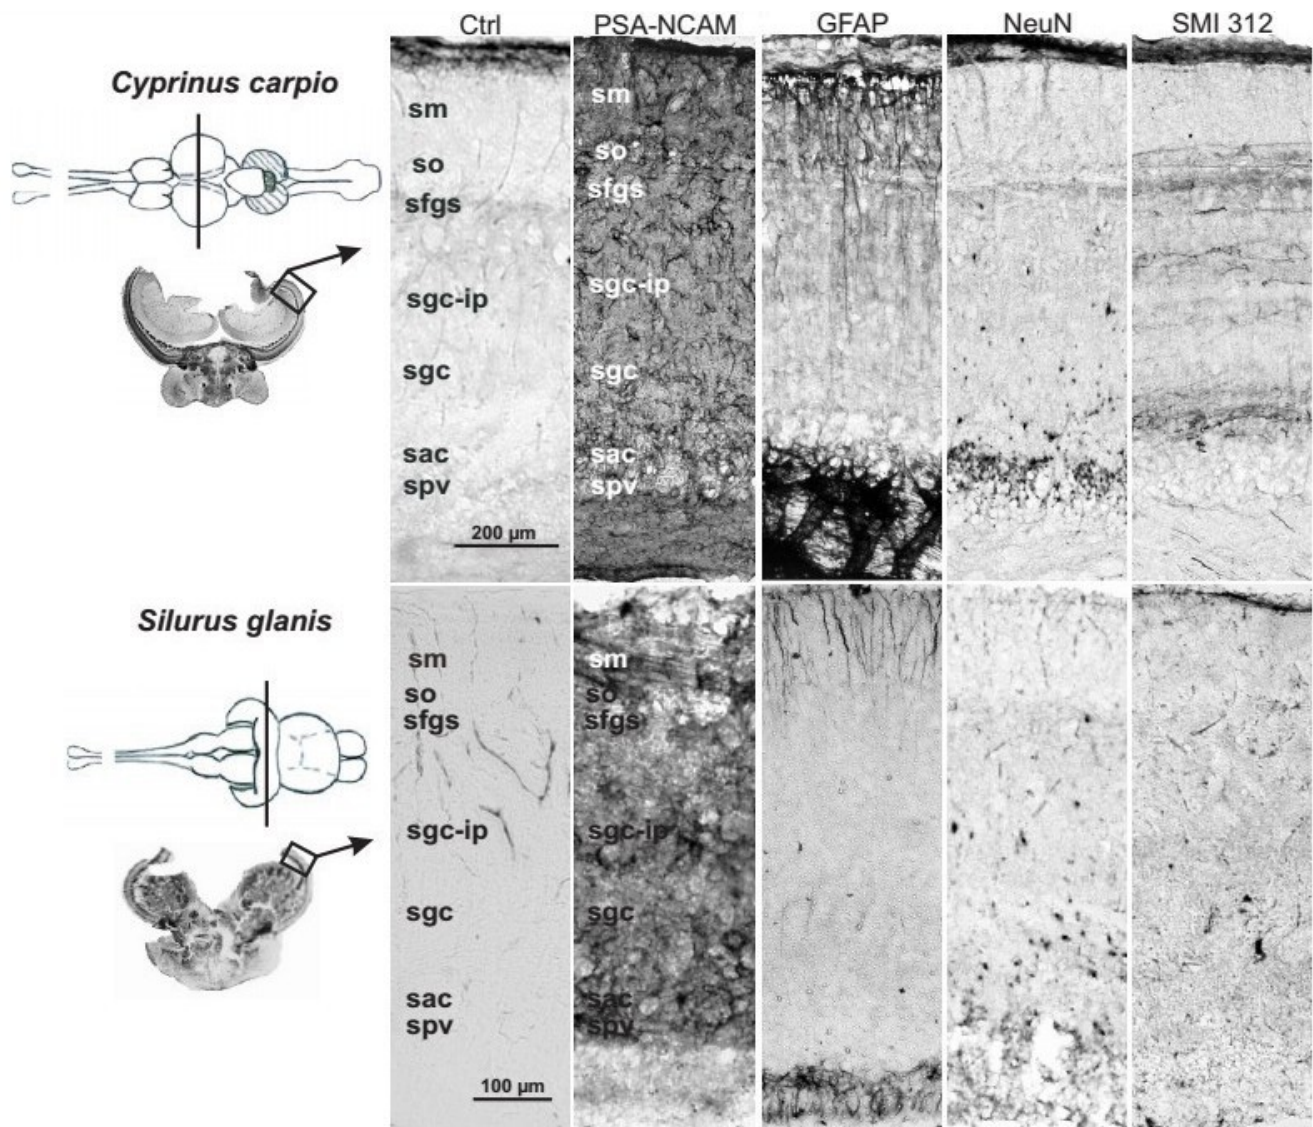 Ctrl
PSA-NCAM
GFAP
NeuN
SMI 312
Cyprinus carpio
sm
so
sfgs
sgc-ip
sgc
sac
spv
200 µm
sm
so
sfgs
sgc-ip
sgc
sac
spv
Silurus glanis
sm
so
sfgs
sgc-ip
sgc
sac
spv
100 µm
sm
so
sfgs
sgc-ip
sgc
sac
spv